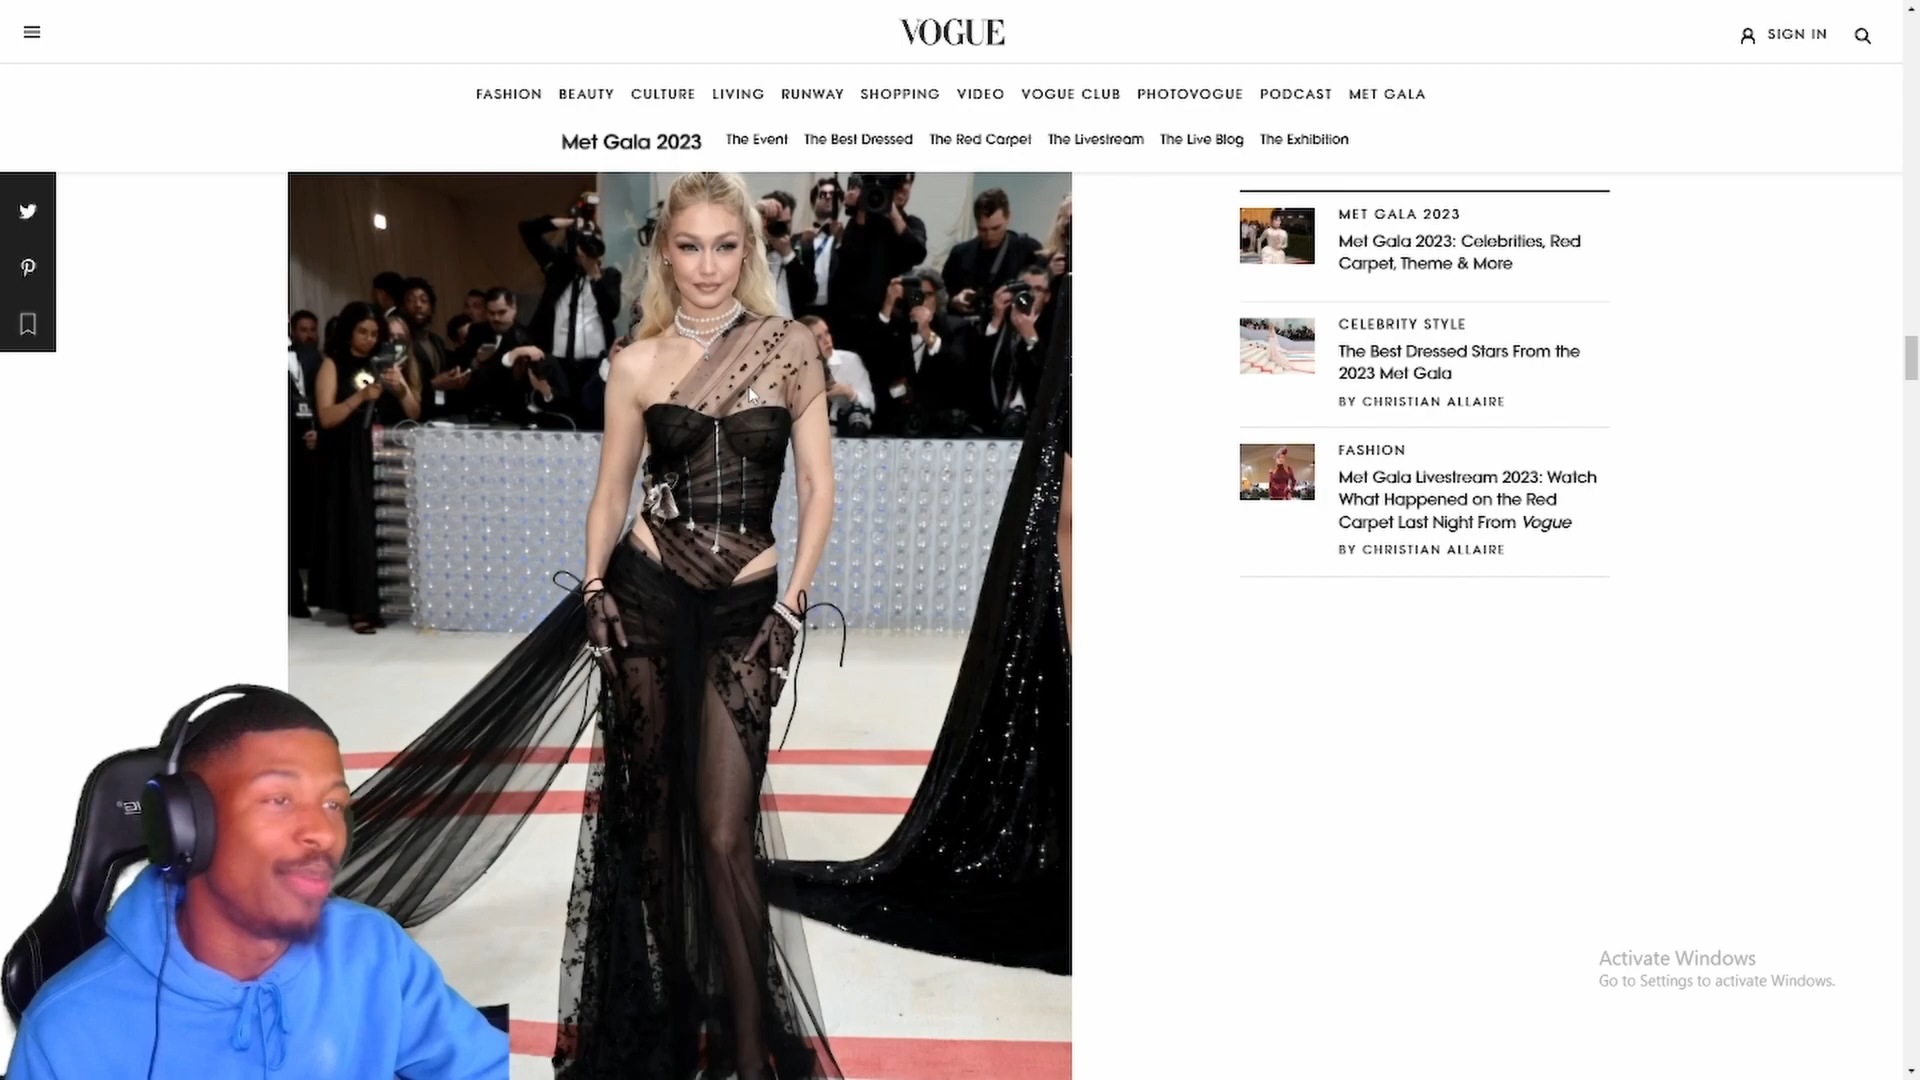 VOGUE
SIGN IN
FASHION BEAUTY CULTURE LIVING RUNWAY SHOPPING VIDEO VOGUE CLUB PHOTOVOGUE PODCAST MET GALA
Met Gala 2023 The Event The Best Dressed The Red Carpet The Livestream The Live Blog The Exhibition
MET GALA 2023
Met Gala 2023: Celebrities, Red
Carpet, Theme & More
CELEBRITY STYLE
The Best Dressed Stars From the
2023 Met Gala
BY CHRISTIAN ALLAIRE
FASHION
Met Gala Livestream 2023: Watch
What Happened on the Red
Carpet Last Night From Vogue
BY CHRISTIAN ALLAIRE
Activate Windows
Go to Settings to activate Windows.